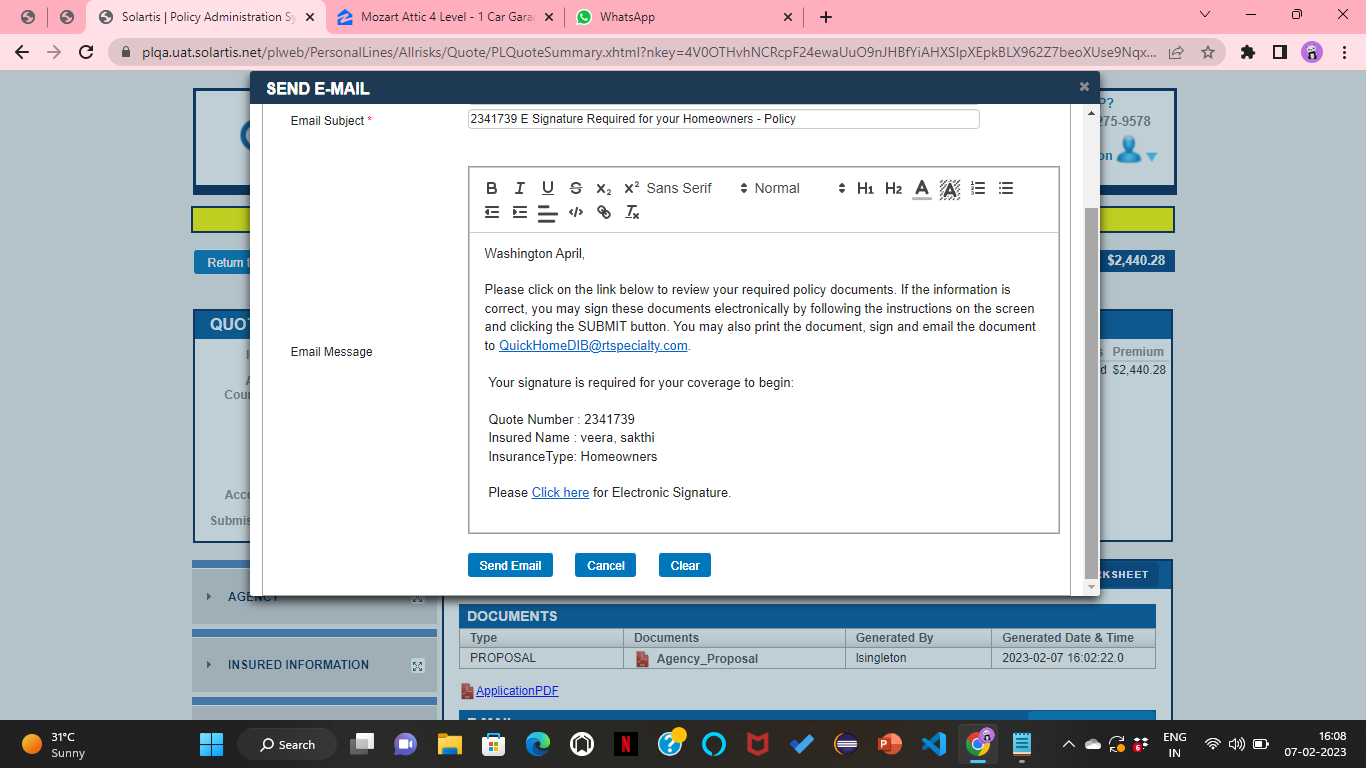 Solartis | Policy Administration Sy
Mozart Attic 4 Level - 1 Car Garag
WhatsApp
plqa.uat.solartis.net/plweb/PersonalLines/Allrisks/Quote/PLQuoteSummary.xhtml?nkey=4V0OTHvhNCRcpF24ewaUuO9nJHBfYiAHXSlpXEpkBLX962Z7beoXUse9Nqx...
SEND E-MAIL
P?
275-9578
on
Email Subject *
2341739 E Signature Required for your Homeowners - Policy
B I U S X₂ X² Sans Serif Normal H1 H2 A A
Return t
$2,440.28
QUOT
Cou
Acco
Submis
s Premium
d $2,440.28
Email Message
Washington April,
Please click on the link below to review your required policy documents. If the information is
correct, you may sign these documents electronically by following the instructions on the screen
and clicking the SUBMIT button. You may also print the document, sign and email the document
to QuickHomeDIB@rtspecialty.com.
Your signature is required for your coverage to begin:
Quote Number : 2341739
Insured Name : veera, sakthi
InsuranceType: Homeowners
Please Click here for Electronic Signature.
Send Email Cancel Clear
RKSHEET
AGENCY
INSURED INFORMATION
DOCUMENTS
Type Documents Generated By Generated Date & Time
PROPOSAL Agency_Proposal lsingleton 2023-02-07 16:02:22.0
ApplicationPDF
E-MAIL
31°C
Sunny
Search
ENG
IN
16:08
07-02-2023